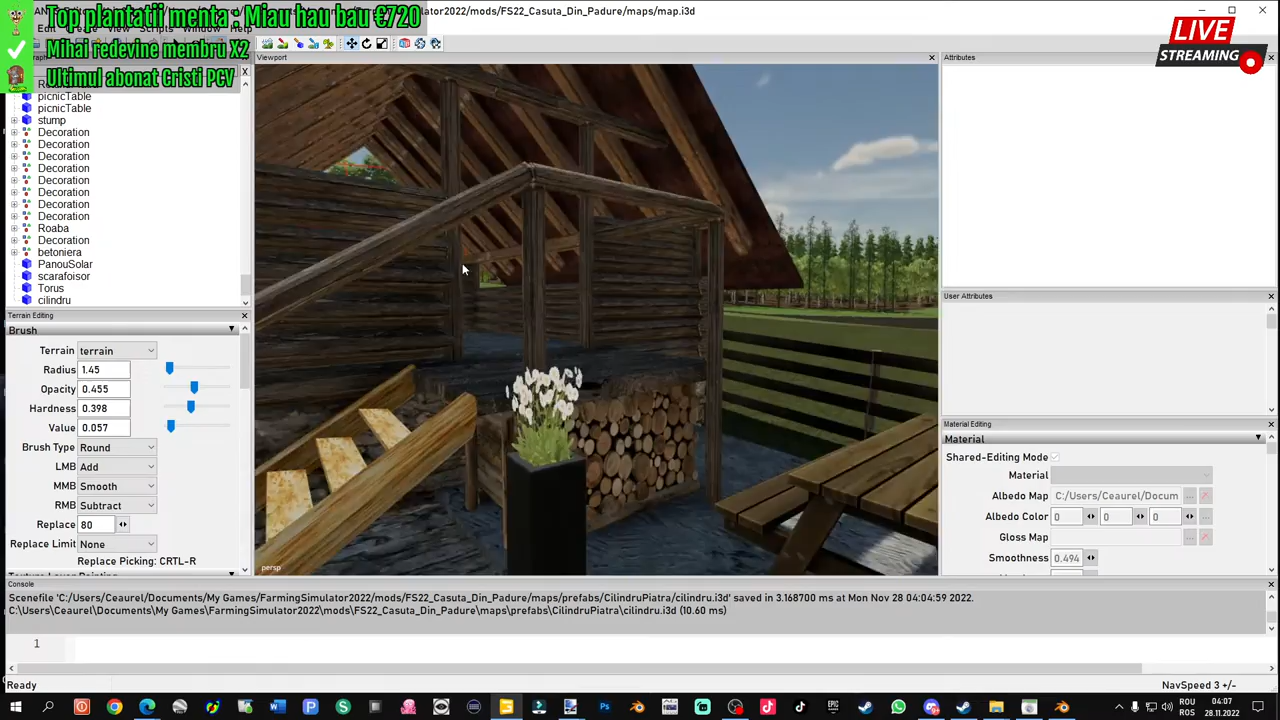 Top plantatii menta : Miau hau bau €720
Simulator2022/mods/FS22_Casuta_Din_Padure/maps/map.i3d
LIVE
STREAMING
Mihai redevine membru X2
Ultimul abonat Cristi PCV
Viewport
Attributes
picnicTable
picnicTable
stump
Decoration
Decoration
Decoration
Decoration
Decoration
Decoration
Decoration
Decoration
Roaba
Decoration
betoniera
PanouSolar
scarafoisor
Torus
cilindru
Terrain Editing
Brush
Terrain terrain
Radius 1.45
Opacity 0.455
Hardness 0.398
Value 0.057
Brush Type Round
LMB Add
MMB Smooth
RMB Subtract
Replace 80
Replace Limit None
Replace Picking: CRTL-R
persp
User Attributes
Material Editing
Material
Shared-Editing Mode
Material
Albedo Map C:/Users/Ceaurel/Docum
Albedo Color 0 0 0
Gloss Map
Smoothness 0.494
Console
Scenefile 'C:/Users/Ceaurel/Documents/My Games/FarmingSimulator2022/mods/FS22_Casuta_Din_Padure/maps/prefabs/CilindruPiatra/cilindru.i3d' saved in 3.168700 ms at Mon Nov 28 04:04:59 2022.
C:\Users\Ceaurel\Documents\My Games\FarmingSimulator2022\mods\FS22_Casuta_Din_Padure\maps\prefabs\CilindruPiatra\cilindru.i3d (10.60 ms)
1
Ready
NavSpeed 3 +/-
ROU
ROS
04:07
28.11.2022